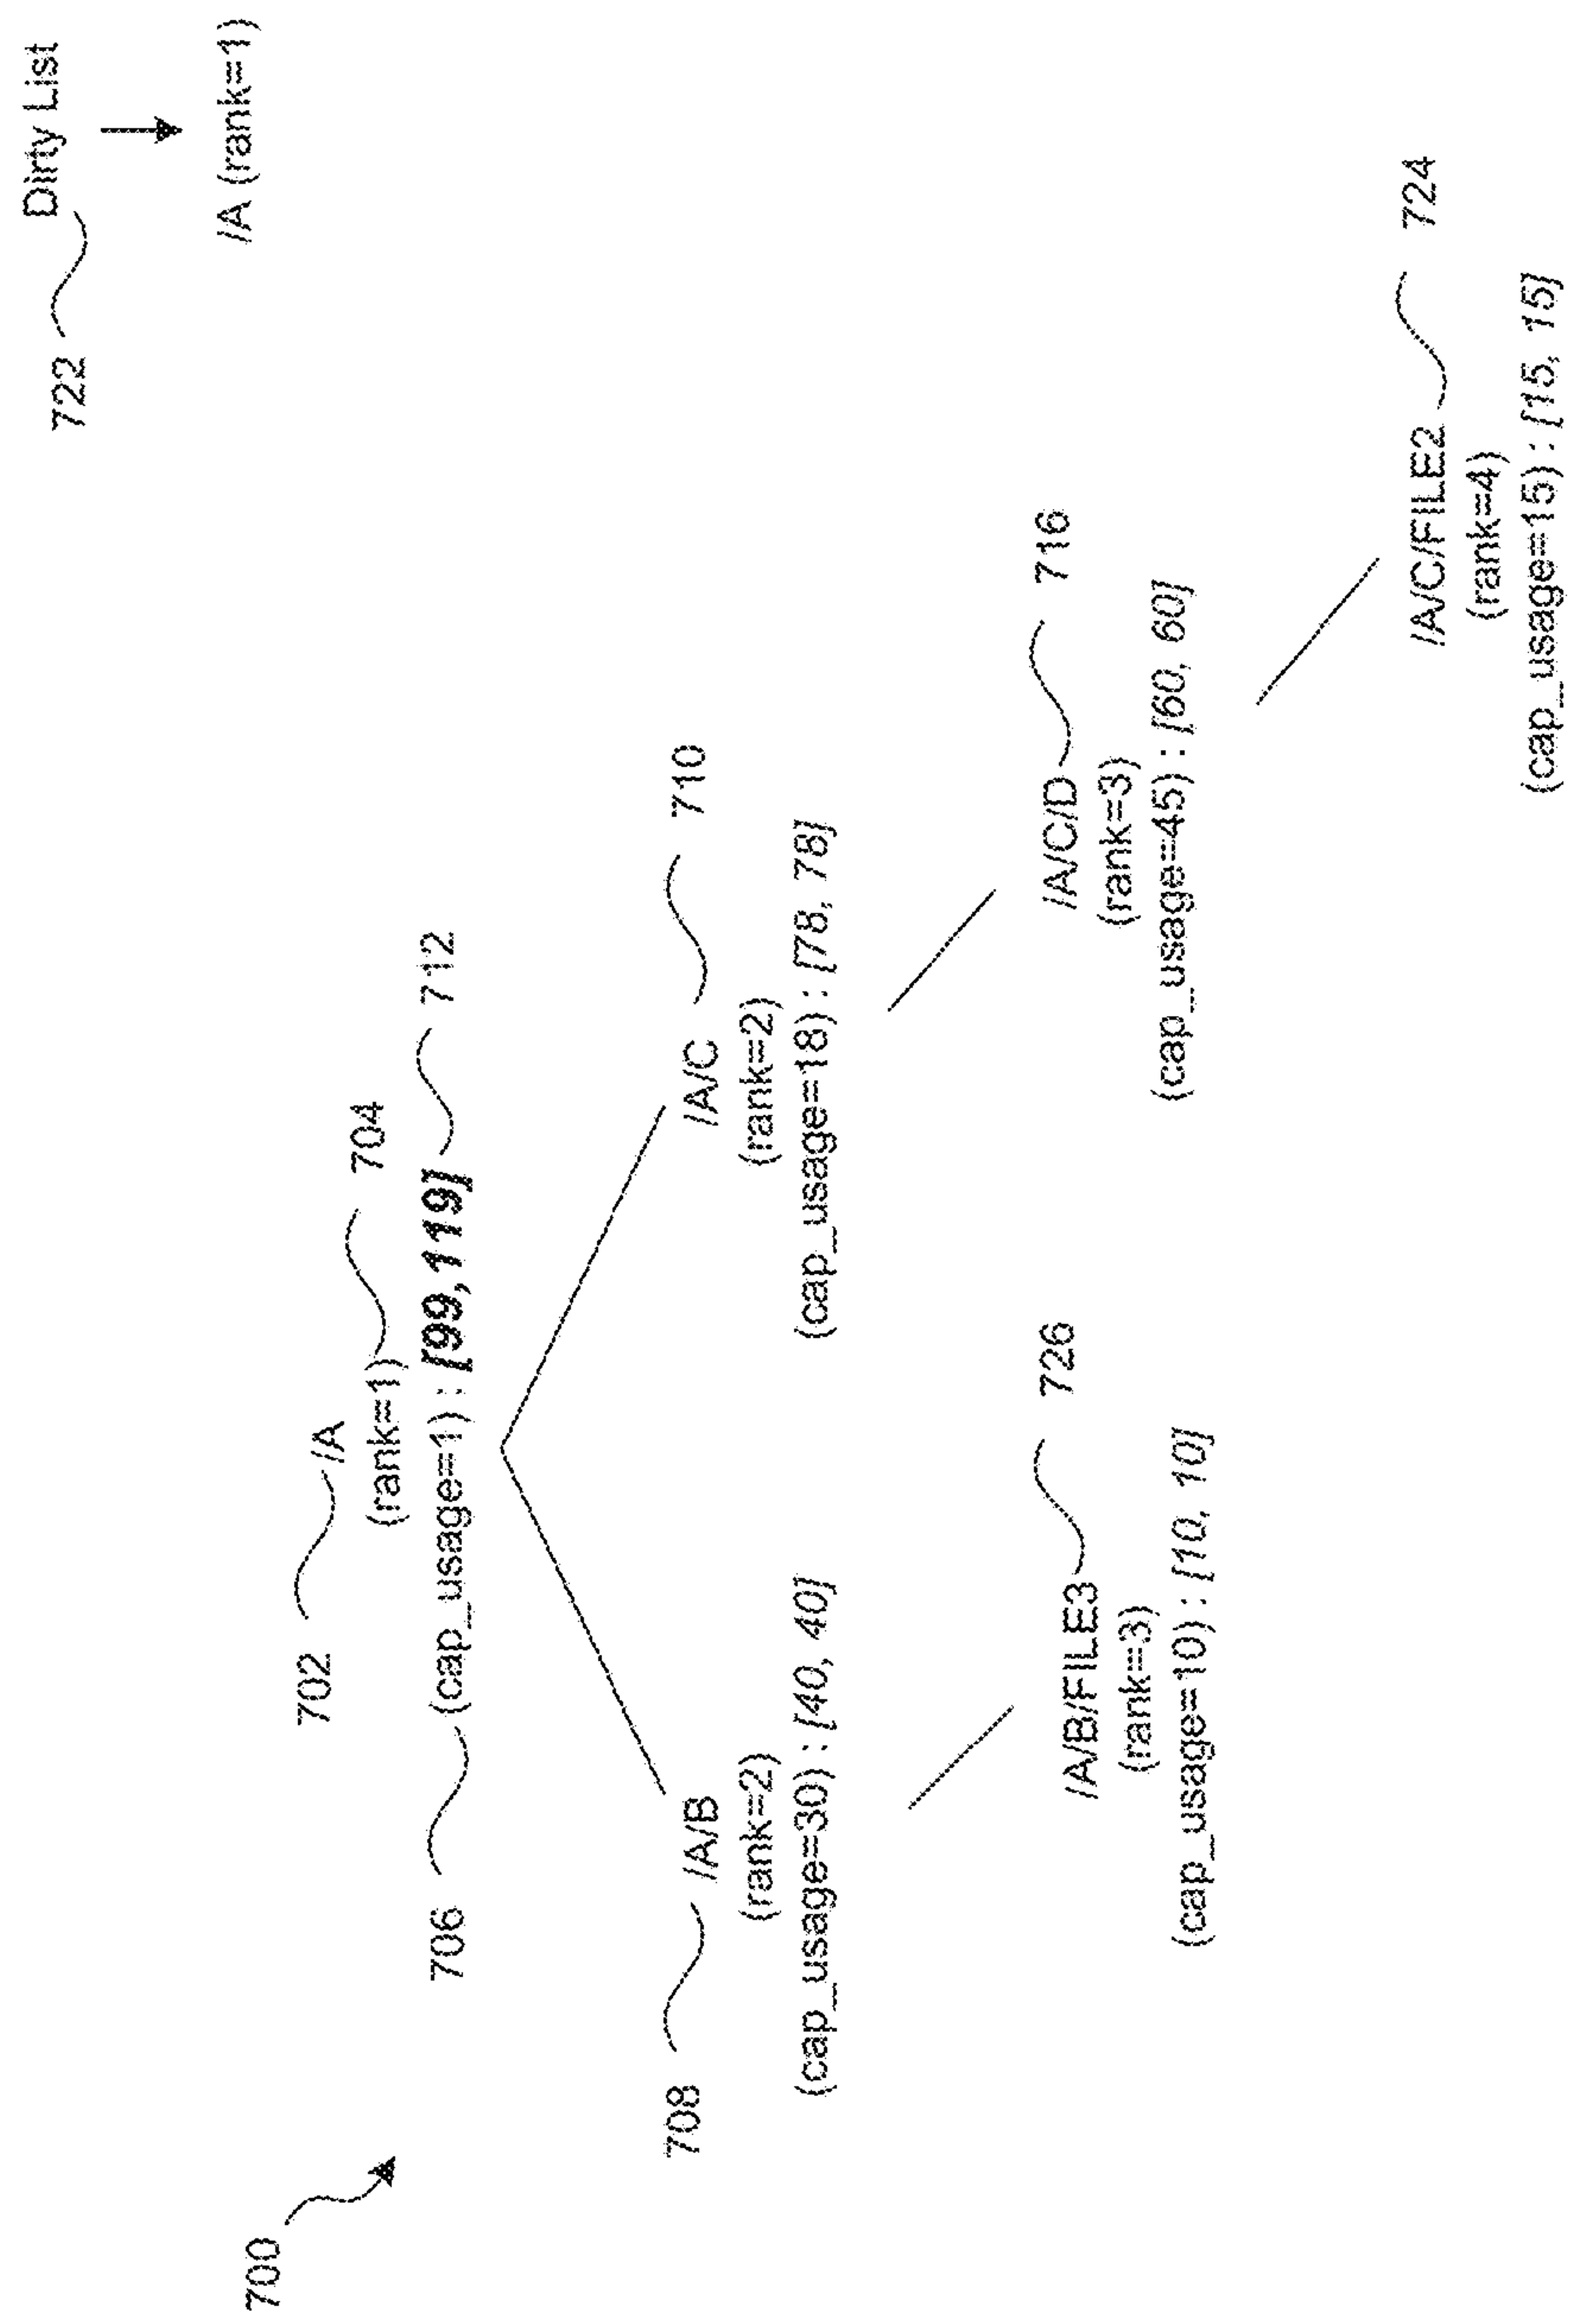 700
722 Dirty List
/A (rank=1)
702 /A
(rank=1) 704
706 (cap_usage=1) : [99,119] 712
708 /A/B
(rank=2)
(cap_usage=30) : [40, 40]
/A/C 710
(rank=2)
(cap_usage=18) : [78, 78]
/A/B/FILE3 726
(rank=3)
(cap_usage=10) : [10, 10]
/A/C/D 716
(rank=3)
(cap_usage=45) : [60, 60]
/A/C/FILE2 724
(rank=4)
(cap_usage=15) : [15, 15]